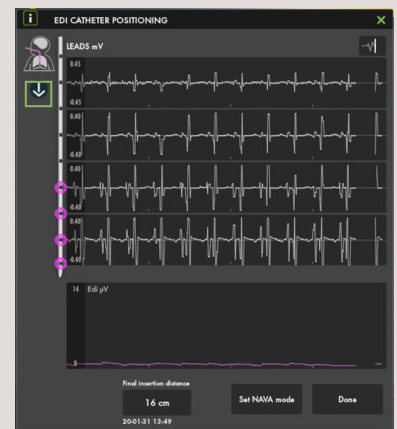 i EDI CATHETER POSITIONING
LEADS mV
0.45
-0.45
0.40
-0.40
0.40
-0.40
0.40
-0.40
14 Edi µV
0
Final insertion distance
16 cm
Set NAVA mode
Done
20-01-31 13:49